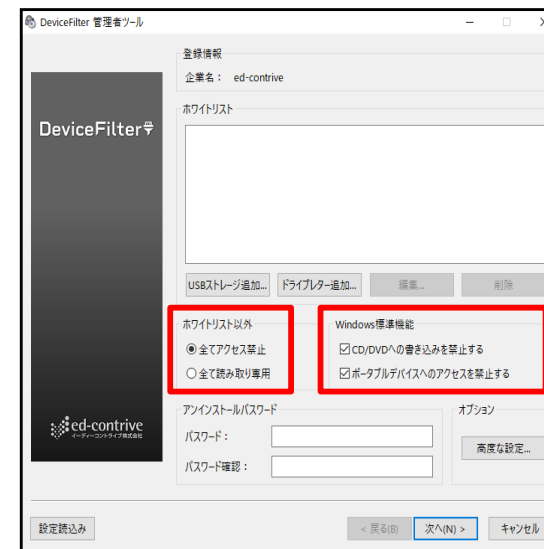 DeviceFilter 管理者ツール
登録情報
企業名： ed-contrive
DeviceFilter
ホワイトリスト
USBストレージ追加... ドライブレター追加... 編集... 削除
ホワイトリスト以外
全てアクセス禁止
全て読み取り専用
Windows標準機能
CD/DVDへの書き込みを禁止する
ポータブルデバイスへのアクセスを禁止する
ed-contrive
イーディーコントライブ株式会社
アンインストールパスワード
パスワード：
パスワード確認：
オプション
高度な設定...
設定読込み < 戻る(B) 次へ(N) > キャンセル